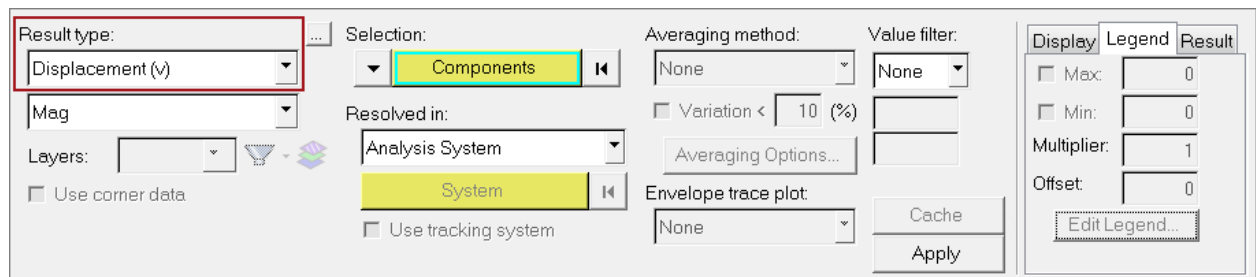 Result type:
...
Displacement (v)
Mag
Layers:
Use corner data
Selection:
Components
Resolved in:
Analysis System
System
Use tracking system
Averaging method:
None
Variation < 10 (%)
Averaging Options...
Envelope trace plot:
None
Value filter:
None
Cache
Apply
Display Legend Result
Max: 0
Min: 0
Multiplier: 1
Offset: 0
Edit Legend...